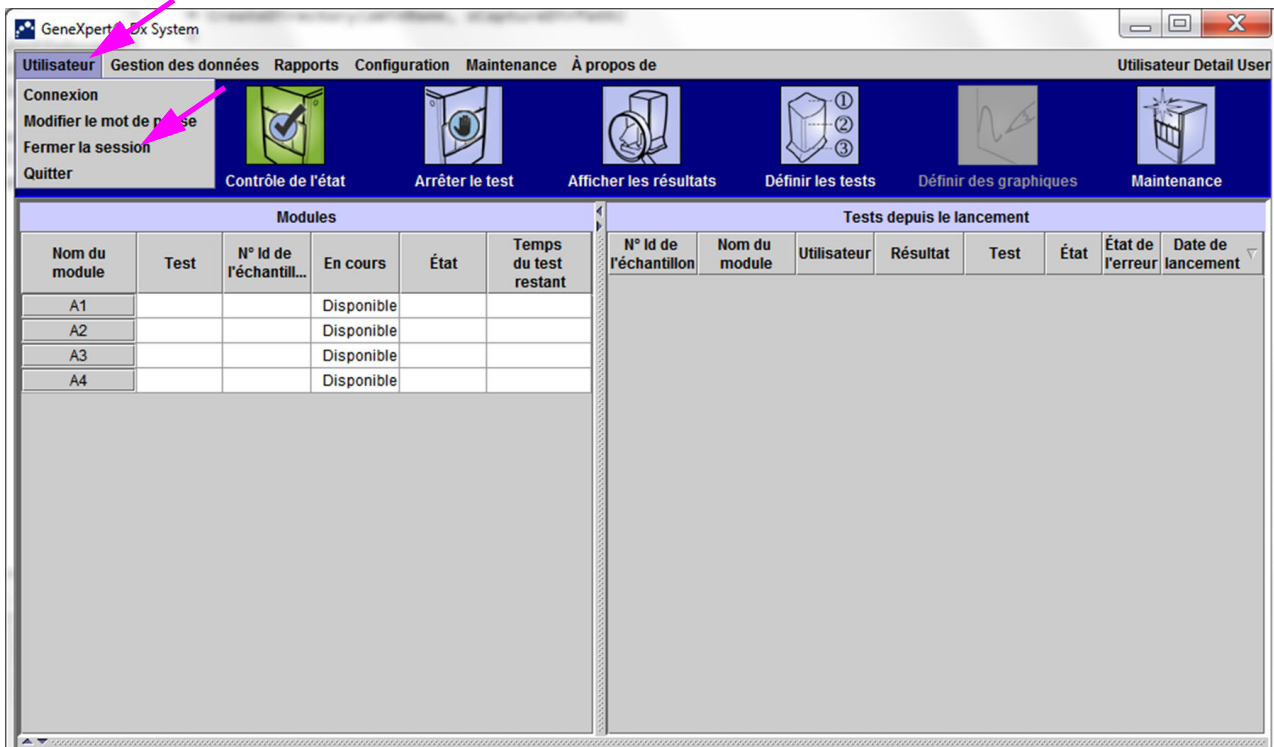 GeneXpert® Dx System
Utilisateur Gestion des données Rapports Configuration Maintenance À propos de Utilisateur Detail User
Connexion
Modifier le mot de passe
Fermer la session
Quitter
Contrôle de l'état Arrêter le test Afficher les résultats Définir les tests Définir des graphiques Maintenance
①
②
③
Modules
Nom du module Test N° Id de l'échantill... En cours État Temps du test restant
A1 Disponible
A2 Disponible
A3 Disponible
A4 Disponible
Tests depuis le lancement
N° Id de l'échantillon Nom du module Utilisateur Résultat Test État État de l'erreur Date de lancement